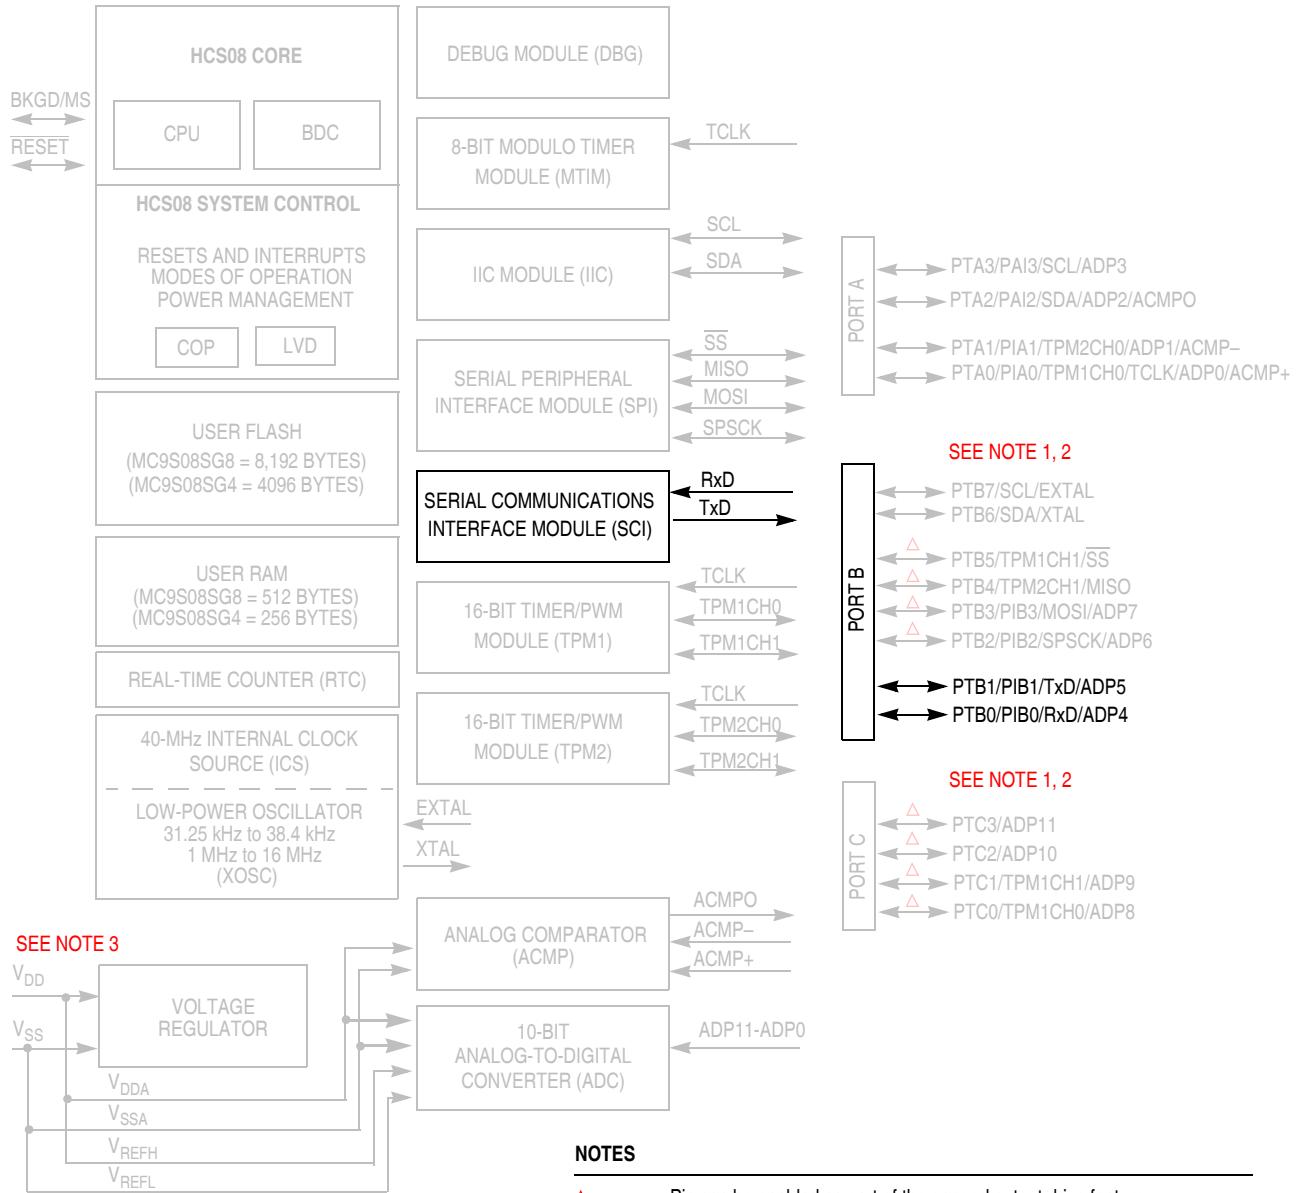 HCS08 CORE
CPU
BDC
BKGD/MS
RESET
HCS08 SYSTEM CONTROL
RESETS AND INTERRUPTS
MODES OF OPERATION
POWER MANAGEMENT
COP
LVD
USER FLASH
(MC9S08SG8 = 8,192 BYTES)
(MC9S08SG4 = 4096 BYTES)
USER RAM
(MC9S08SG8 = 512 BYTES)
(MC9S08SG4 = 256 BYTES)
REAL-TIME COUNTER (RTC)
40-MHz INTERNAL CLOCK
SOURCE (ICS)
LOW-POWER OSCILLATOR
31.25 kHz to 38.4 kHz
1 MHz to 16 MHz
(XOSC)
EXTAL
XTAL
SEE NOTE 3
VDD
VSS
VOLTAGE
REGULATOR
VDDA
VSSA
VREFH
VREFL
DEBUG MODULE (DBG)
8-BIT MODULO TIMER
MODULE (MTIM)
TCLK
IIC MODULE (IIC)
SCL
SDA
SERIAL PERIPHERAL
INTERFACE MODULE (SPI)
SS
MISO
MOSI
SPSCK
SERIAL COMMUNICATIONS
INTERFACE MODULE (SCI)
RxD
TxD
16-BIT TIMER/PWM
MODULE (TPM1)
TCLK
TPM1CH0
TPM1CH1
16-BIT TIMER/PWM
MODULE (TPM2)
TCLK
TPM2CH0
TPM2CH1
ANALOG COMPARATOR
(ACMP)
ACMPO
ACMP–
ACMP+
10-BIT
ANALOG-TO-DIGITAL
CONVERTER (ADC)
ADP11-ADP0
PORT A
PTA3/PAI3/SCL/ADP3
PTA2/PAI2/SDA/ADP2/ACMPO
PTA1/PIA1/TPM2CH0/ADP1/ACMP–
PTA0/PIA0/TPM1CH0/TCLK/ADP0/ACMP+
SEE NOTE 1, 2
PORT B
PTB7/SCL/EXTAL
PTB6/SDA/XTAL
PTB5/TPM1CH1/SS
PTB4/TPM2CH1/MISO
PTB3/PIB3/MOSI/ADP7
PTB2/PIB2/SPSCK/ADP6
PTB1/PIB1/TxD/ADP5
PTB0/PIB0/RxD/ADP4
SEE NOTE 1, 2
PORT C
PTC3/ADP11
PTC2/ADP10
PTC1/TPM1CH1/ADP9
PTC0/TPM1CH0/ADP8
NOTES